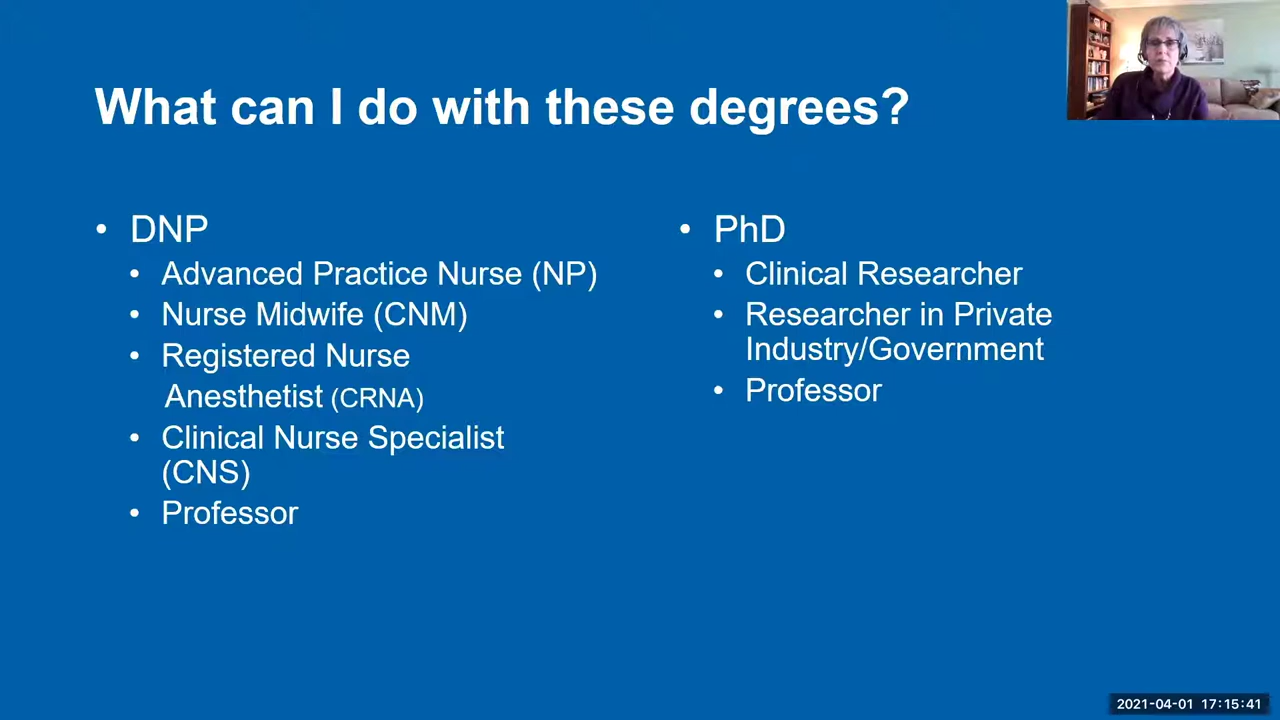 What can I do with these degrees?
• DNP
• Advanced Practice Nurse (NP)
• Nurse Midwife (CNM)
• Registered Nurse
Anesthetist (CRNA)
• Clinical Nurse Specialist
(CNS)
• Professor
• PhD
• Clinical Researcher
• Researcher in Private
Industry/Government
• Professor
2021-04-01 17:15:41